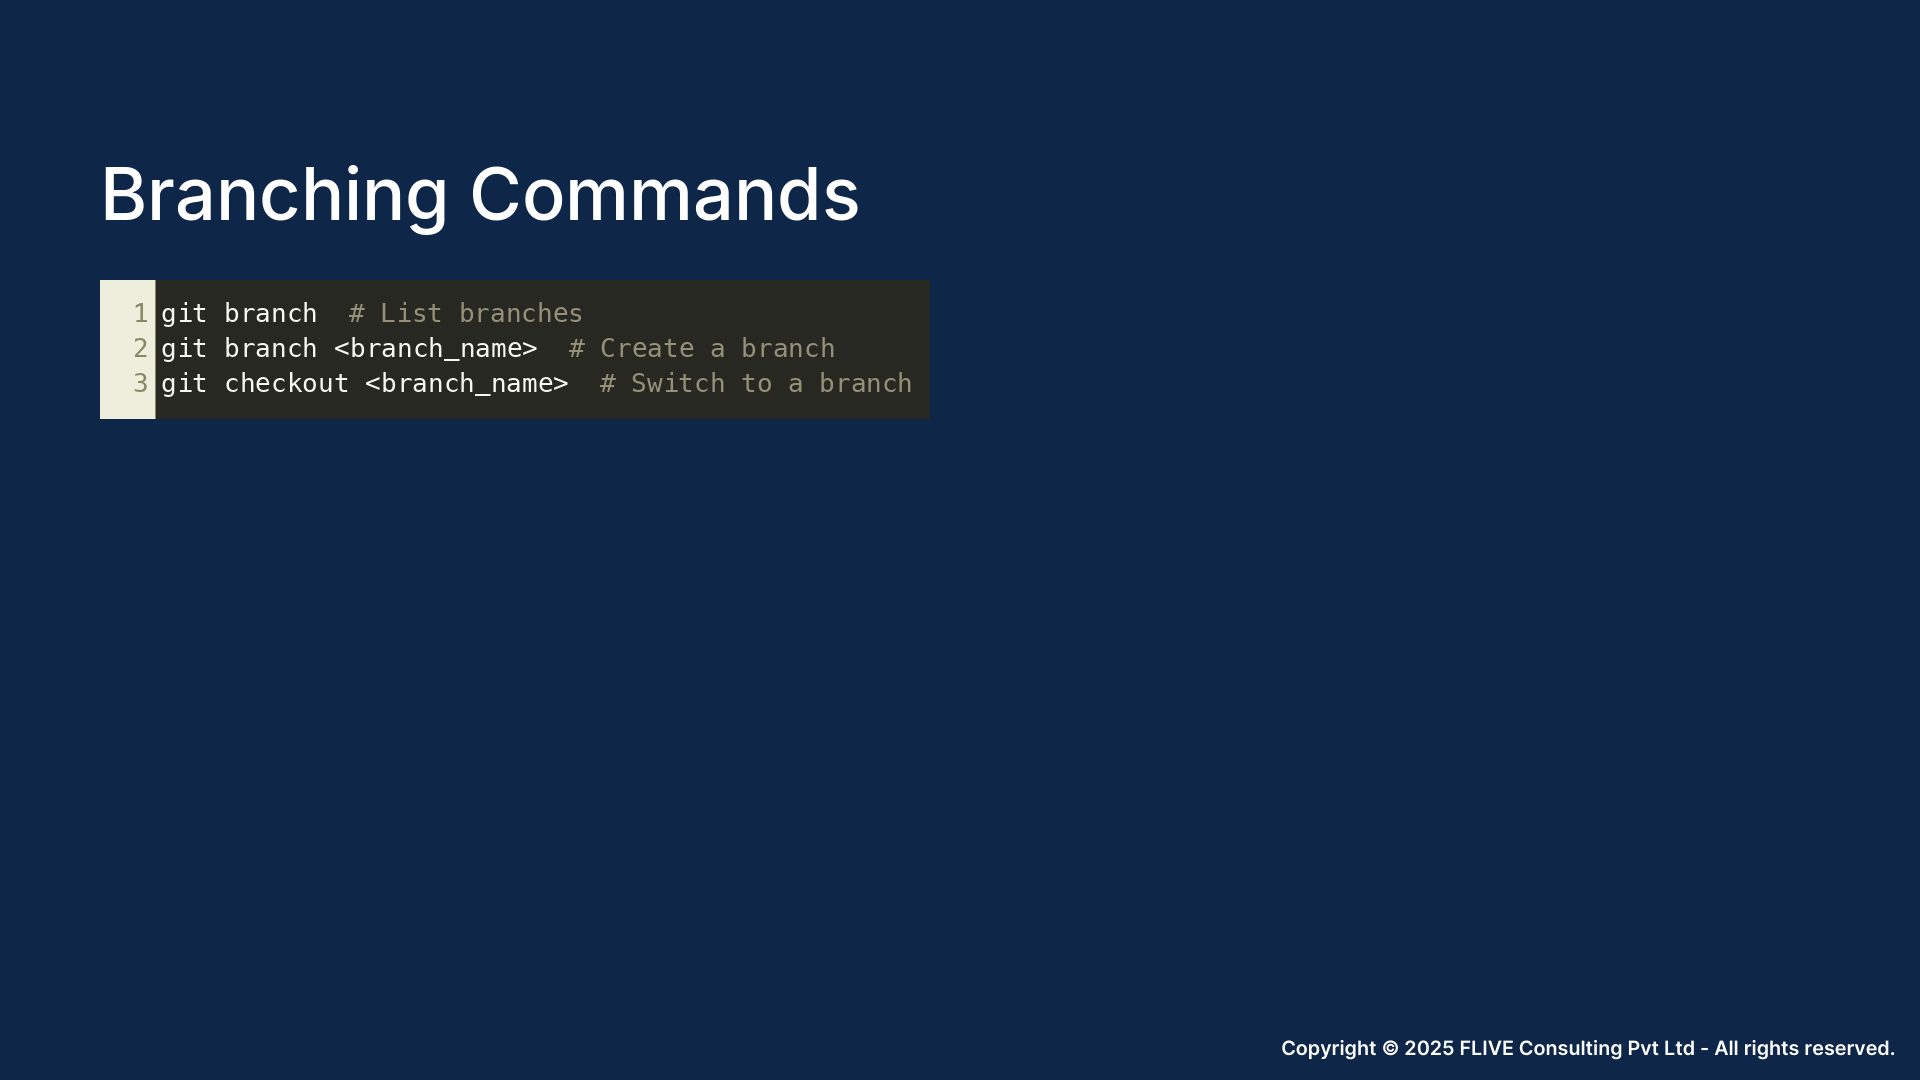 Branching Commands
1 git branch  # List branches
2 git branch <branch_name>  # Create a branch
3 git checkout <branch_name>  # Switch to a branch
Copyright © 2025 FLIVE Consulting Pvt Ltd - All rights reserved.